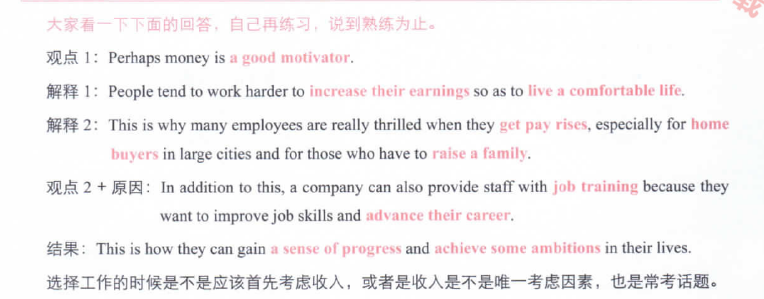 大家看一下下面的回答，自己再练习，说到熟练为止。
观点 1：Perhaps money is a good motivator.
解释 1：People tend to work harder to increase their earnings so as to live a comfortable life.
解释 2：This is why many employees are really thrilled when they get pay rises, especially for home
buyers in large cities and for those who have to raise a family.
观点 2 + 原因：In addition to this, a company can also provide staff with job training because they
want to improve job skills and advance their career.
结果：This is how they can gain a sense of progress and achieve some ambitions in their lives.
选择工作的时候是不是应该首先考虑收入，或者是收入是不是唯一考虑因素，也是常考话题。